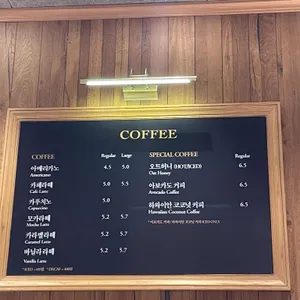 COFFEE
COFFEE Regular Large
아메리카노 4.5 5.0
Americano
카페라떼 5.0 5.5
Cafe Latte
카푸치노 5.0
Capuccino
모카라떼 5.2 5.7
Mocha Latte
카라멜라떼 5.2 5.7
Caramel Latte
바닐라라떼 5.2 5.7
Vanilla Latte
SPECIAL COFFEE Regular
오트허니 (HOT/ICED) 6.5
Oat Honey
아보카도 커피 6.5
Avocado Coffee
하와이안 코코넛 커피 6.5
Hawaiian Coconut Coffee